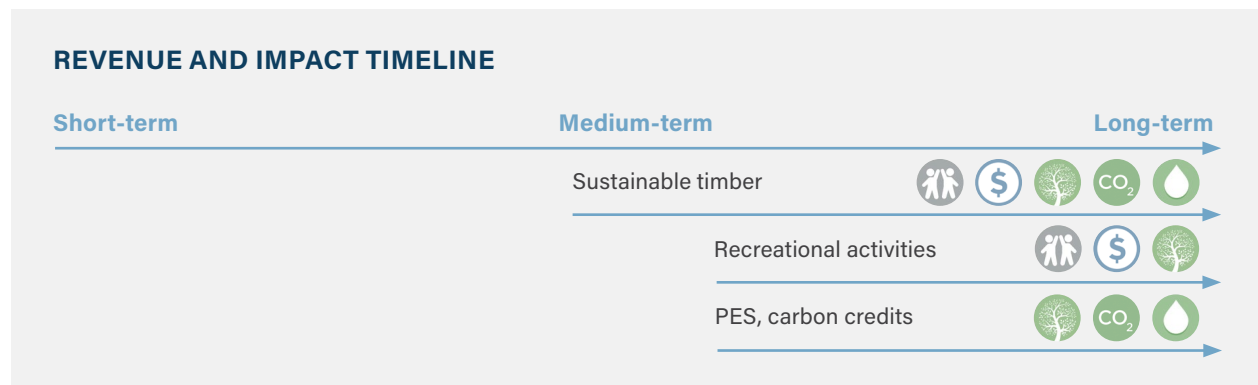 REVENUE AND IMPACT TIMELINE
Short-term Medium-term Long-term
Sustainable timber $ CO₂
Recreational activities $
PES, carbon credits CO₂